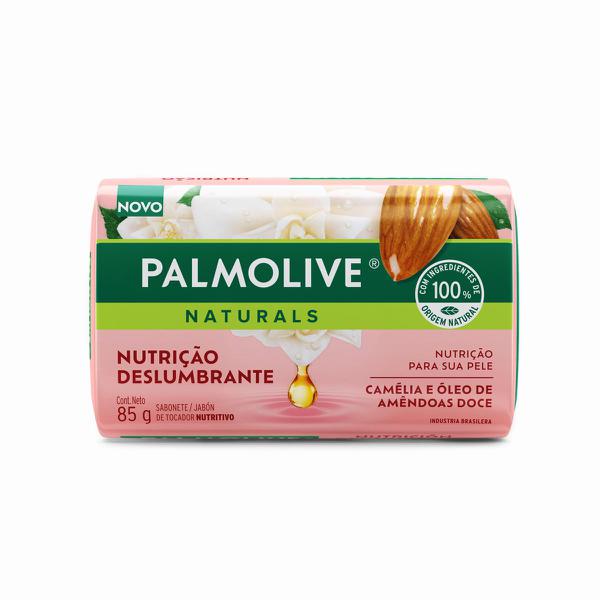 NOVO
PALMOLIVE®
NATURALS
COM INGREDIENTES DE
100%
ORIGEM NATURAL
NUTRIÇÃO
DESLUMBRANTE
Cont. Neto
85 g
SABONETE / JABÓN
DE TOCADOR NUTRITIVO
NUTRIÇÃO
PARA SUA PELE
CAMÉLIA E ÓLEO DE
AMÊNDOAS DOCE
INDUSTRIA BRASILEIRA